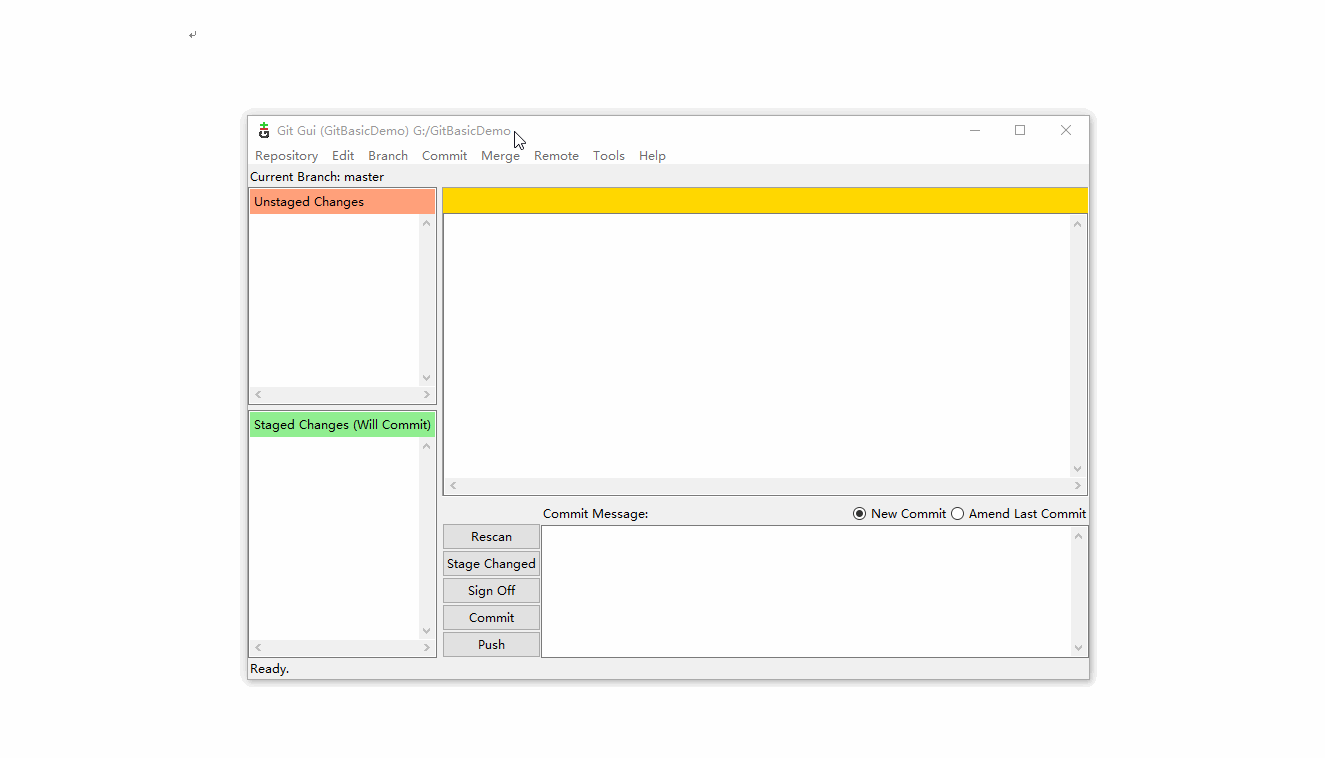 Git Gui (GitBasicDemo) G:/GitBasicDemo
Repository Edit Branch Commit Merge Remote Tools Help
Current Branch: master
Unstaged Changes
Staged Changes (Will Commit)
Commit Message:
New Commit
Amend Last Commit
Rescan
Stage Changed
Sign Off
Commit
Push
Ready.